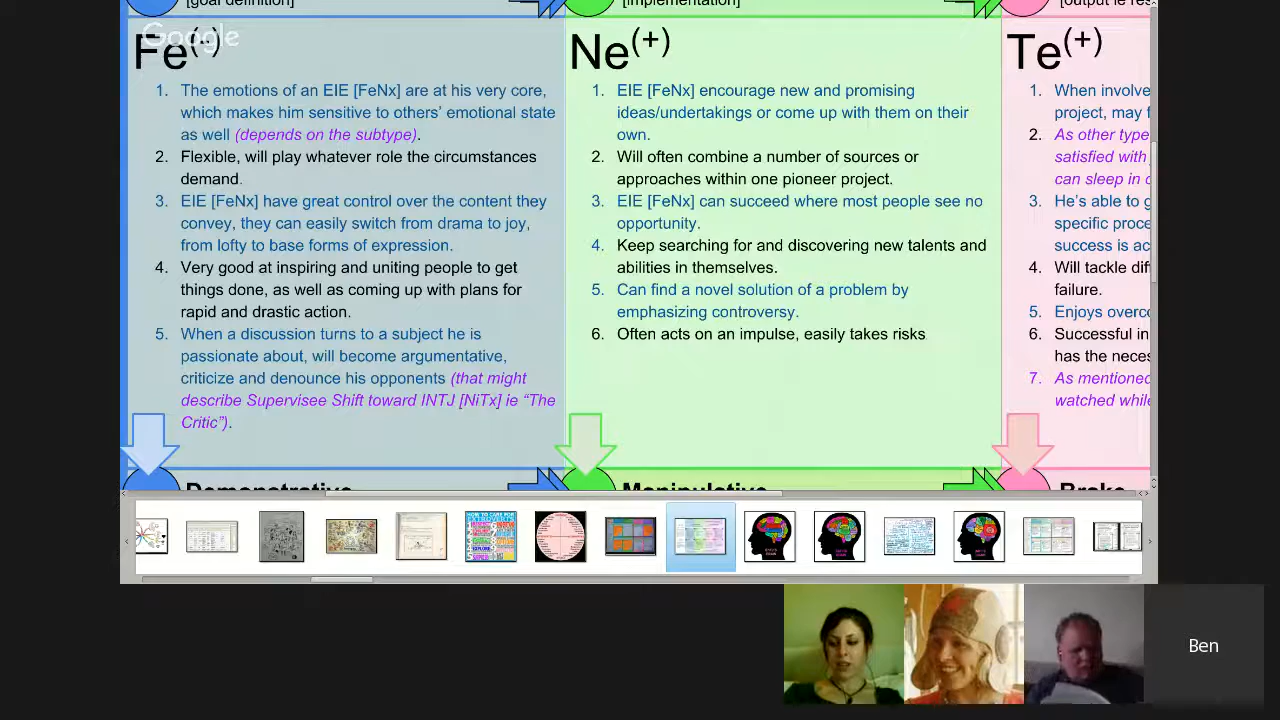 [goal definition]
[implementation]
[output ie res
Google
Fe(-)
The emotions of an EIE [FeNx] are at his very core,
which makes him sensitive to others' emotional state
as well (depends on the subtype).
2. Flexible, will play whatever role the circumstances
demand.
3. EIE [FeNx] have great control over the content they
convey, they can easily switch from drama to joy,
from lofty to base forms of expression.
4. Very good at inspiring and uniting people to get
things done, as well as coming up with plans for
rapid and drastic action.
5. When a discussion turns to a subject he is
passionate about, will become argumentative,
criticize and denounce his opponents (that might
describe Supervisee Shift toward INTJ [NiTx] ie “The
Critic”).
Ne(+)
1. EIE [FeNx] encourage new and promising
ideas/undertakings or come up with them on their
own.
2. Will often combine a number of sources or
approaches within one pioneer project.
3. EIE [FeNx] can succeed where most people see no
opportunity.
4. Keep searching for and discovering new talents and
abilities in themselves.
5. Can find a novel solution of a problem by
emphasizing controversy.
6. Often acts on an impulse, easily takes risks
Te(+)
1. When involve
project, may f
2. As other type
satisfied with
can sleep in
3. He's able to g
specific proce
success is ac
4. Will tackle dif
failure.
5. Enjoys overc
6. Successful in
has the neces
7. As mentioned
watched while
Demonstrative
Manipulative
Brake
Ben